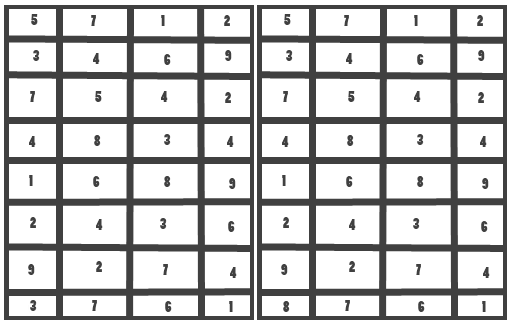 5 7 1 2 5 7 1 2
3 4 6 9 3 4 6 9
7 5 4 2 7 5 4 2
4 8 3 4 4 8 3 4
1 6 8 9 1 6 8 9
2 4 3 6 2 4 3 6
9 2 7 4 9 2 7 4
3 7 6 1 8 7 6 1